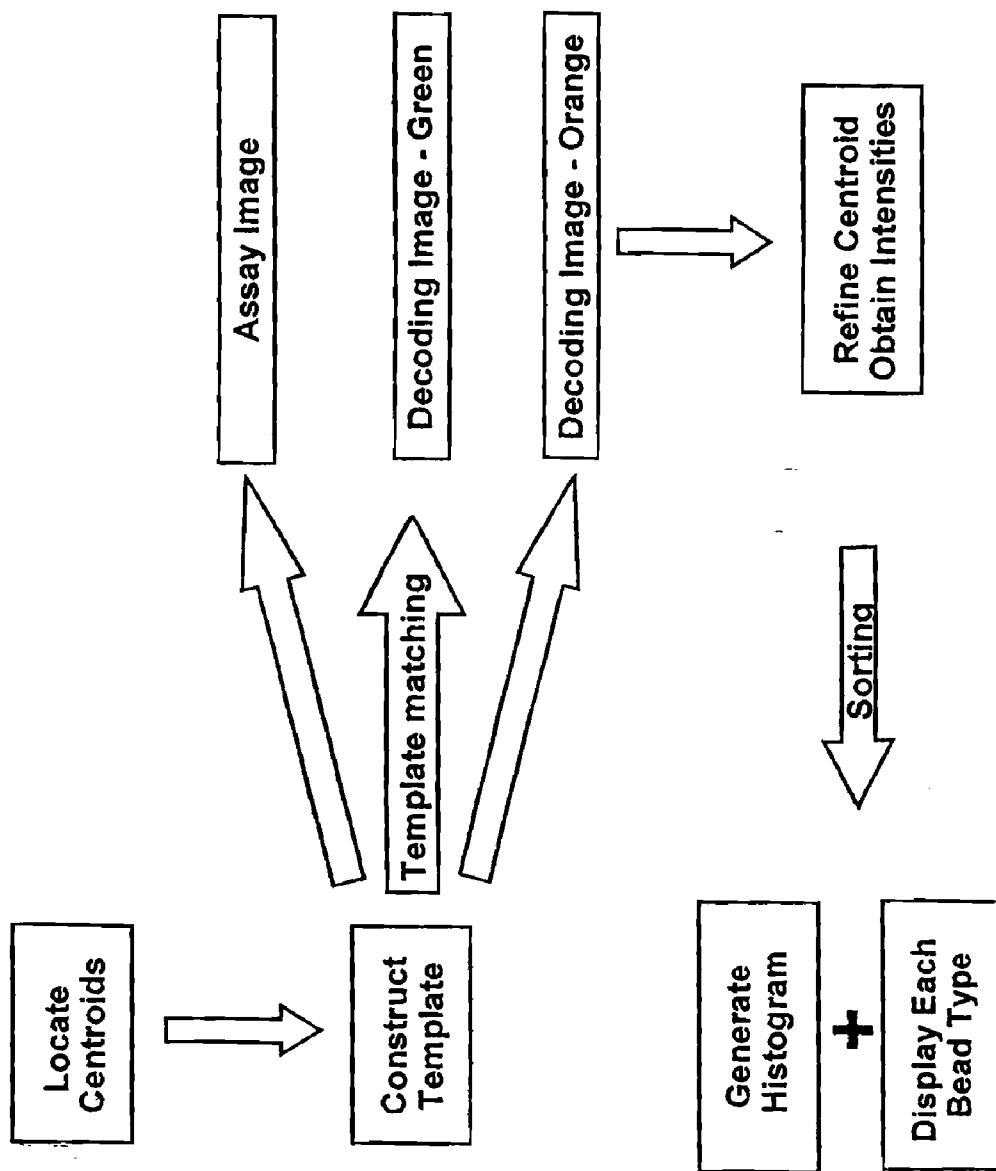 Locate
Centroids
Construct
Template
Template matching
Assay Image
Decoding Image - Green
Decoding Image - Orange
Refine Centroid
Obtain Intensities
Sorting
Generate
Histogram
+
Display Each
Bead Type